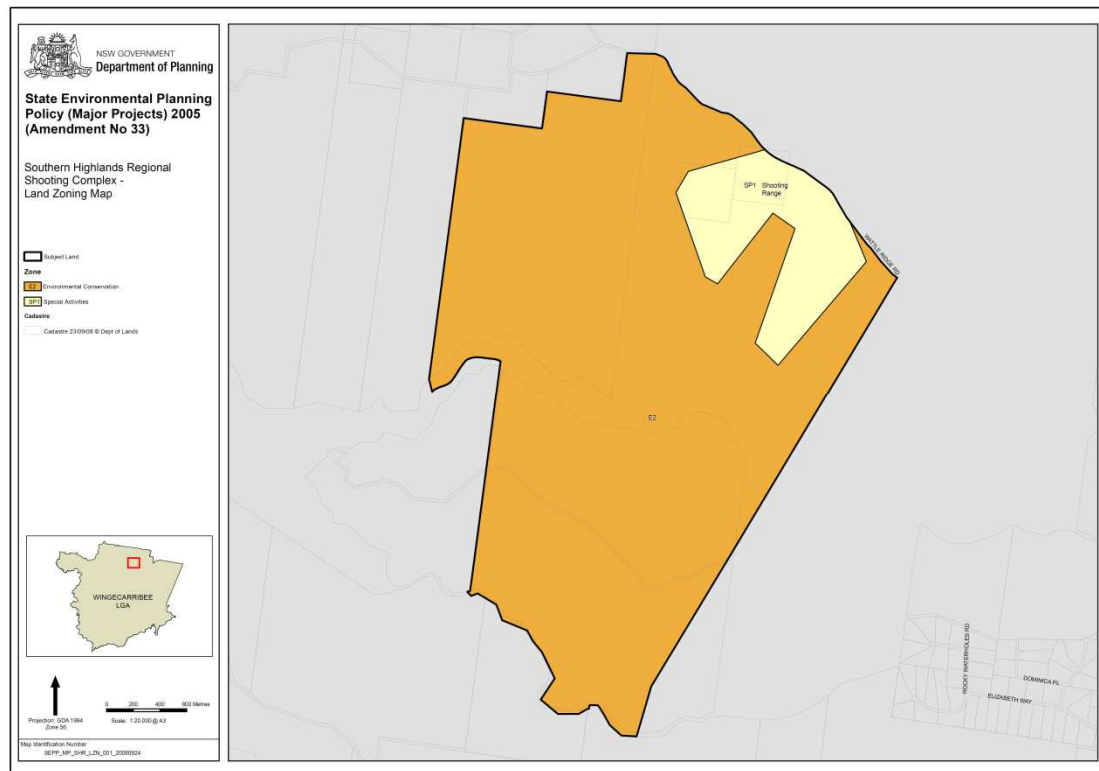 NSW GOVERNMENT
Department of Planning
State Environmental Planning
Policy (Major Projects) 2005
(Amendment No 33)
Southern Highlands Regional
Shooting Complex -
Land Zoning Map
Subject Land
Zone
E2 Environmental Conservation
SP1 Special Activities
Cadastre
Cadastre 23/09/08 © Dept of Lands
WINGECARRIBEE
LGA
0 200 400 600 Metres
Projection: GDA 1994
Zone 56
Scale: 1:20,000 @ A3
Map Identification Number
SEPP_MP_SHR_LZN_001_20080924
SP1 Shooting
Range
WATTLE RIDGE RD
E2
ROCKY WATERHOLES RD
DOMINICA PL
ELIZABETH WAY